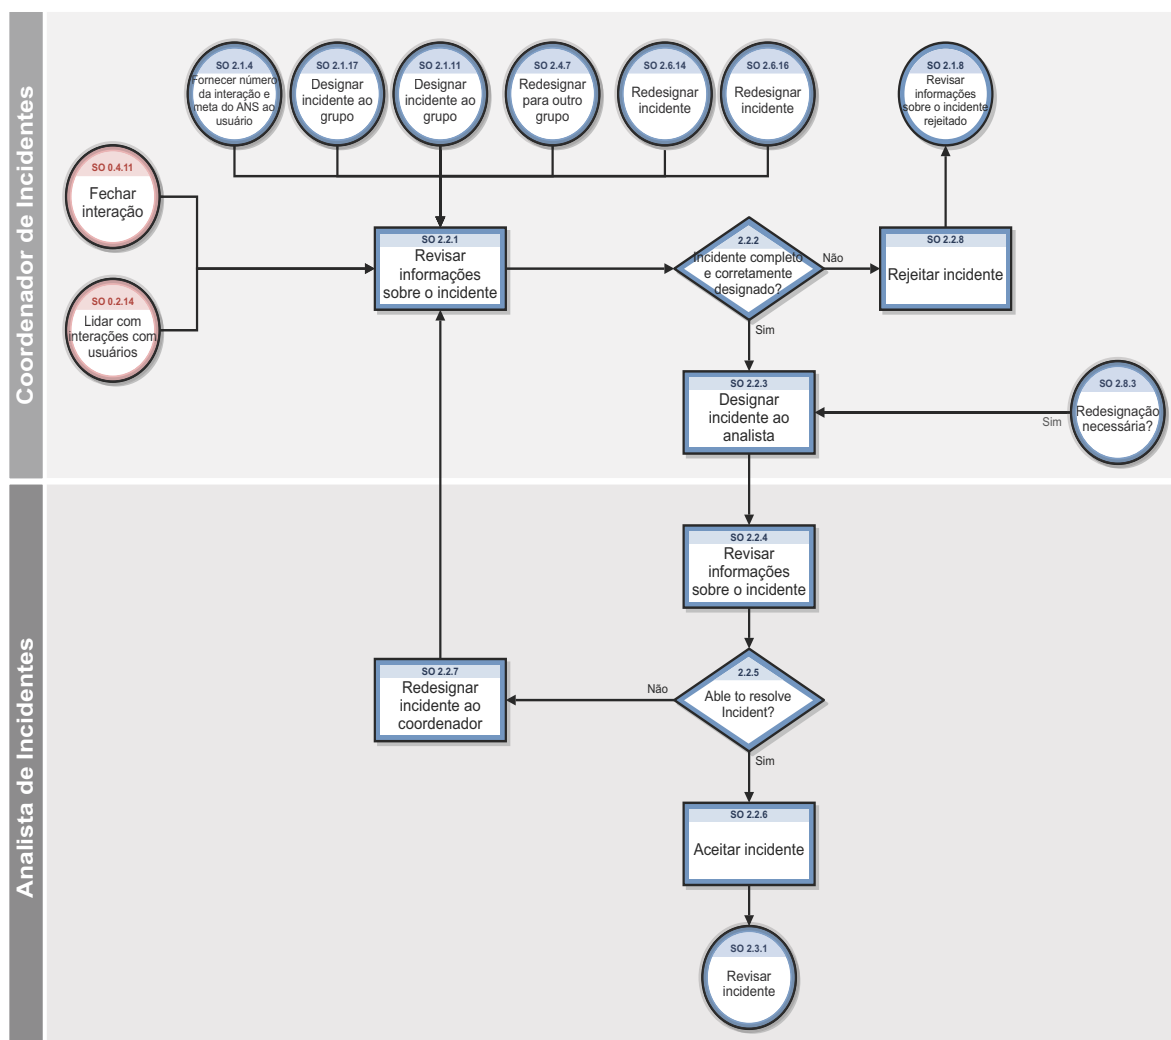 Coordenador de Incidentes
SO 2.1.4
Fornecer número
da interação e
meta do ANS ao
usuário
SO 2.1.17
Designar
incidente ao
grupo
SO 2.1.11
Designar
incidente ao
grupo
SO 2.4.7
Redesignar
para outro
grupo
SO 2.6.14
Redesignar
incidente
SO 2.6.16
Redesignar
incidente
SO 2.1.8
Revisar
informações
sobre o incidente
rejeitado
SO 0.4.11
Fechar
interação
SO 0.2.14
Lidar com
interações com
usuários
SO 2.2.1
Revisar
informações
sobre o incidente
2.2.2
Incidente completo
e corretamente
designado?
Não
Sim
SO 2.2.8
Rejeitar incidente
SO 2.2.3
Designar
incidente ao
analista
SO 2.8.3
Redesignação
necessária?
Sim
Analista de Incidentes
SO 2.2.4
Revisar
informações
sobre o incidente
2.2.5
Able to resolve
Incident?
Não
Sim
SO 2.2.7
Redesignar
incidente ao
coordenador
SO 2.2.6
Aceitar incidente
SO 2.3.1
Revisar
incidente